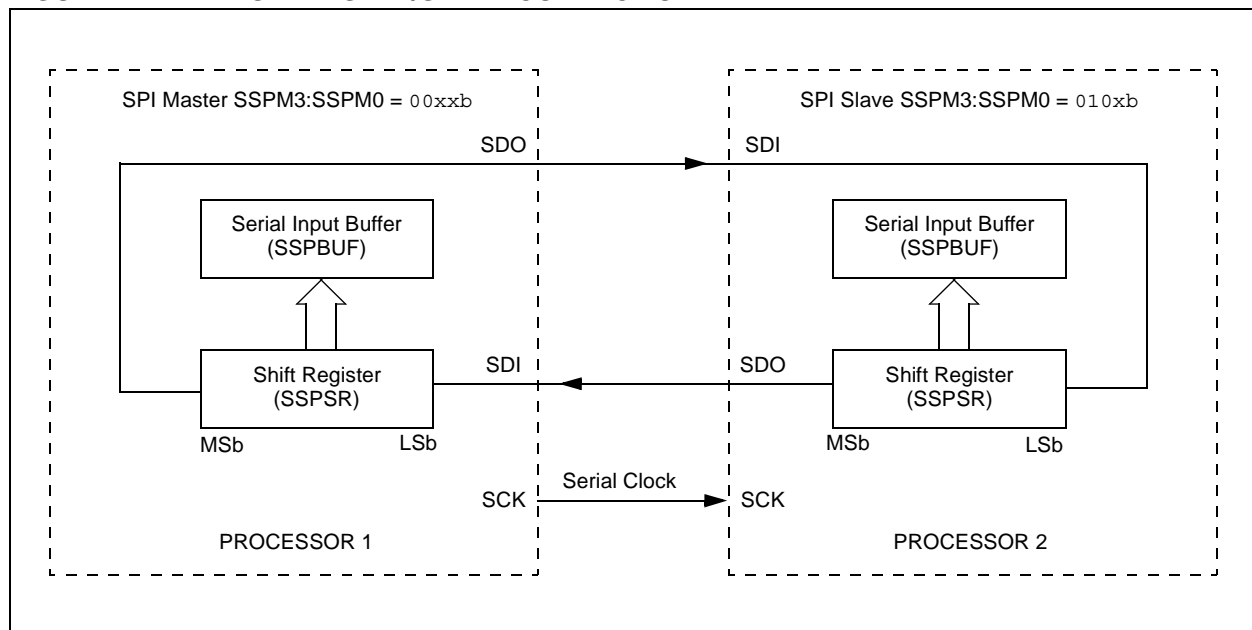 SPI Master SSPM3:SSPM0 = 00xxb
SPI Slave SSPM3:SSPM0 = 010xb
SDO
SDI
Serial Input Buffer
(SSPBUF)
Serial Input Buffer
(SSPBUF)
Shift Register
(SSPSR)
SDI
SDO
Shift Register
(SSPSR)
MSb
LSb
MSb
LSb
SCK
Serial Clock
SCK
PROCESSOR 1
PROCESSOR 2